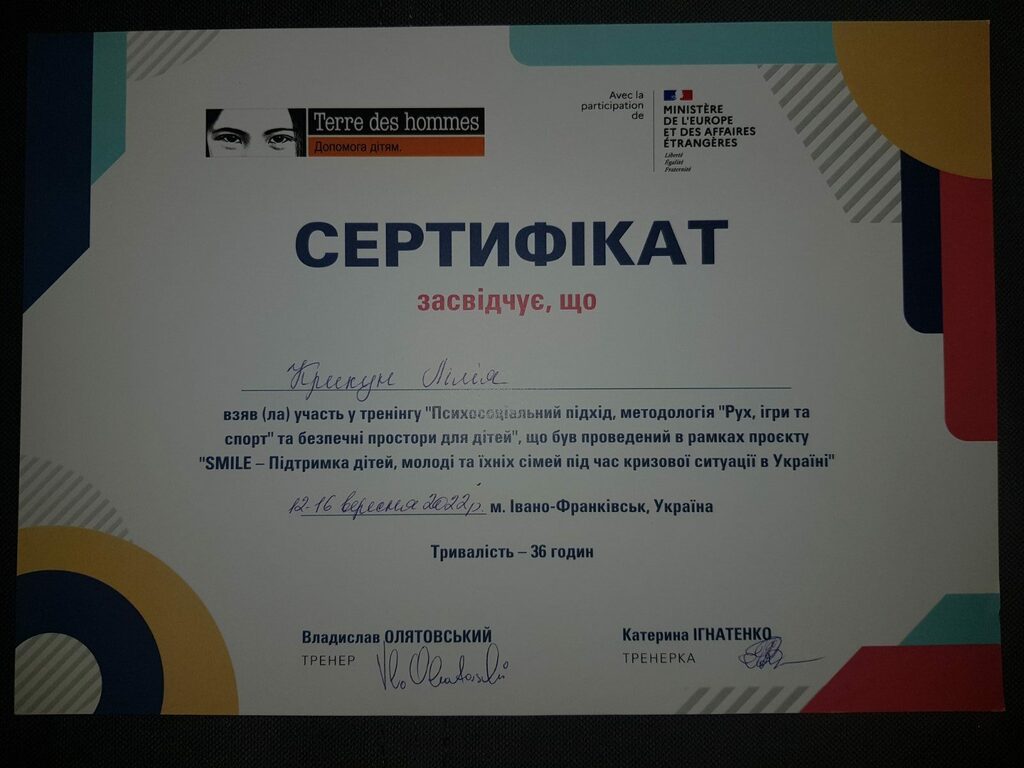 Terre des hommes
Допомога дітям.
Avec la
participation
de
MINISTÈRE
DE L'EUROPE
ET DES AFFAIRES
ÉTRANGÈRES
Liberté
Égalité
Fraternité
СЕРТИФІКАТ
засвідчує, що
Крикун Лілія
взяв (ла) участь у тренінгу "Психосоціальний підхід, методологія "Рух, ігри та
спорт" та безпечні простори для дітей", що був проведений в рамках проєкту
"SMILE – Підтримка дітей, молоді та їхніх сімей під час кризової ситуації в Україні"
12-16 вересня 2022р. м. Івано-Франківськ, Україна
Тривалість – 36 годин
Владислав ОЛЯТОВСЬКИЙ
ТРЕНЕР
Катерина ІГНАТЕНКО
ТРЕНЕРКА